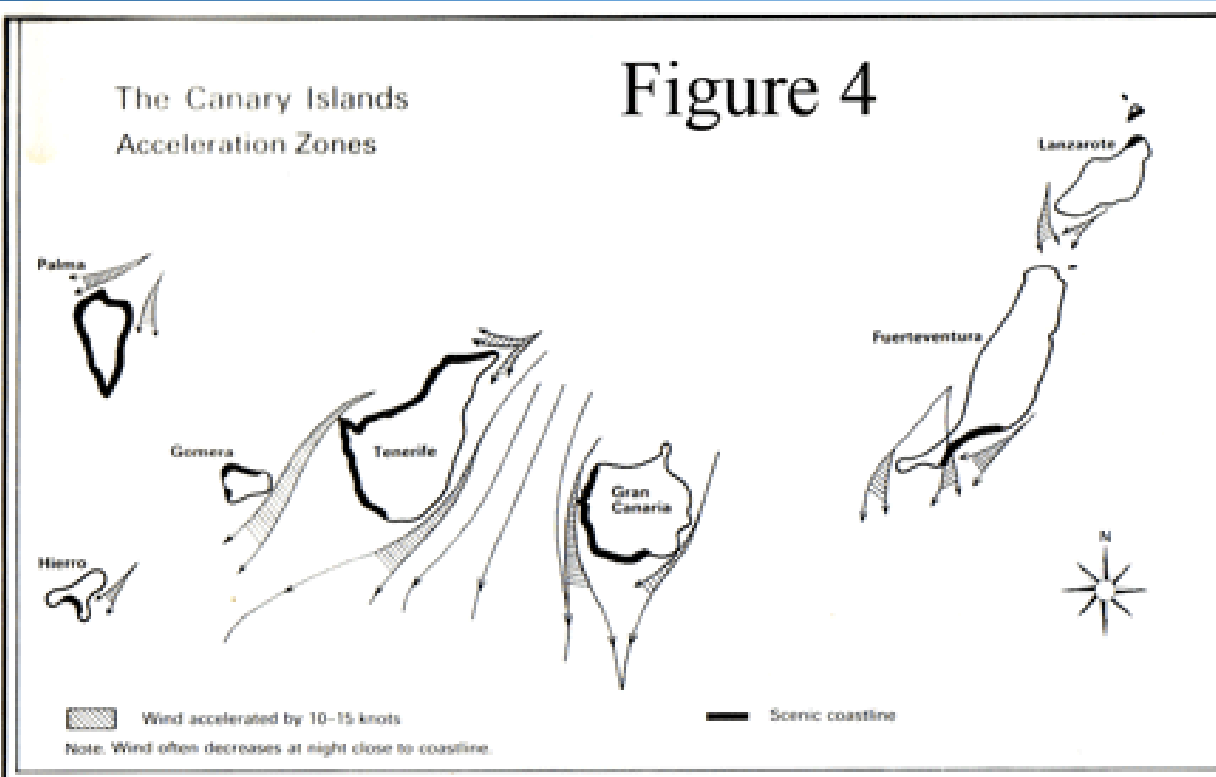 Figure 4
The Canary Islands
Acceleration Zones
Lanzarote
Palma
Fuerteventura
Gomera
Tenerife
Gran
Canaria
Hierro
N
Wind accelerated by 10–15 knots
Scenic coastline
Note. Wind often decreases at night close to coastline.